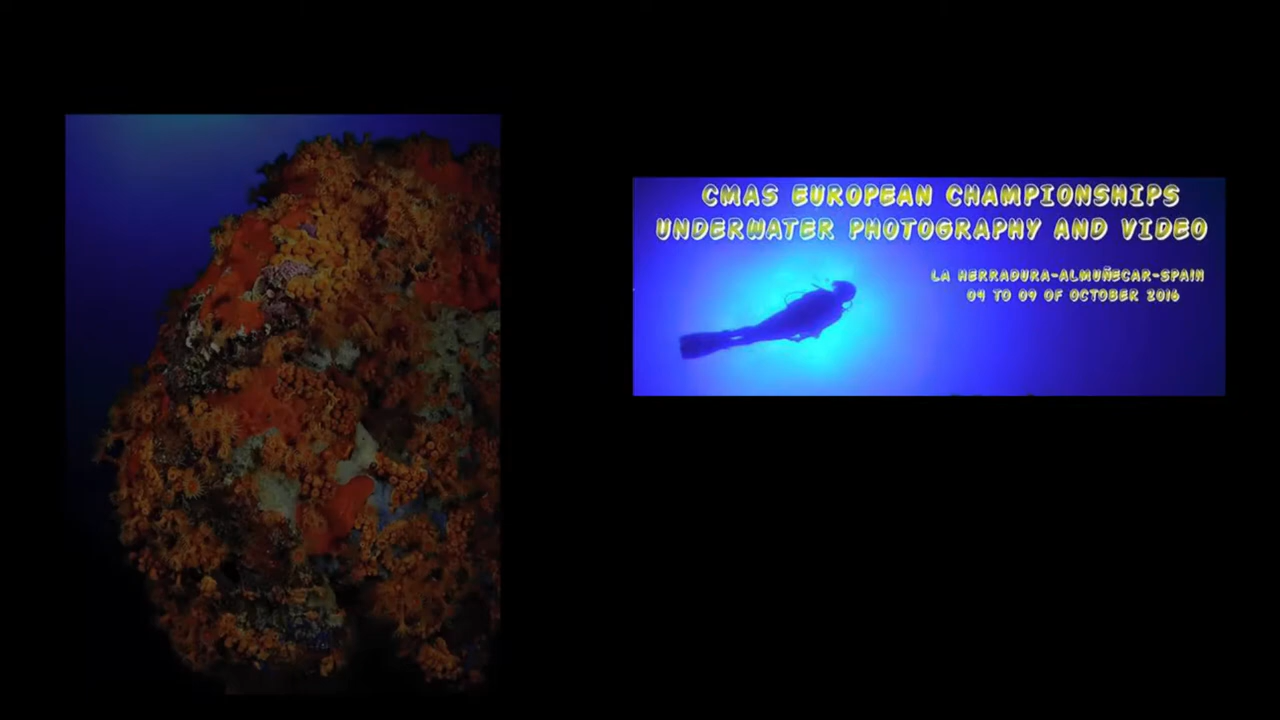 CMAS EUROPEAN CHAMPIONSHIPS
UNDERWATER PHOTOGRAPHY AND VIDEO
LA HERRADURA-ALMUÑECAR-SPAIN
04 TO 09 OF OCTOBER 2016